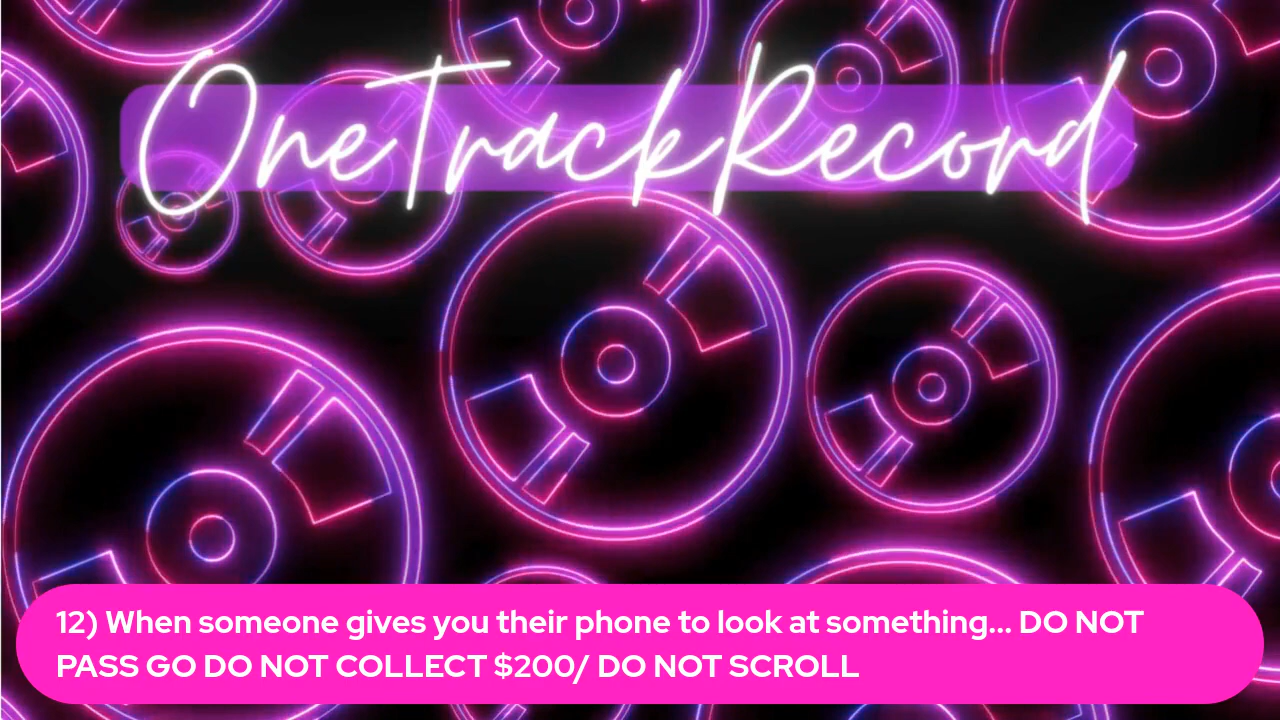 OneTrackRecord
12) When someone gives you their phone to look at something... DO NOT
PASS GO DO NOT COLLECT $200/ DO NOT SCROLL